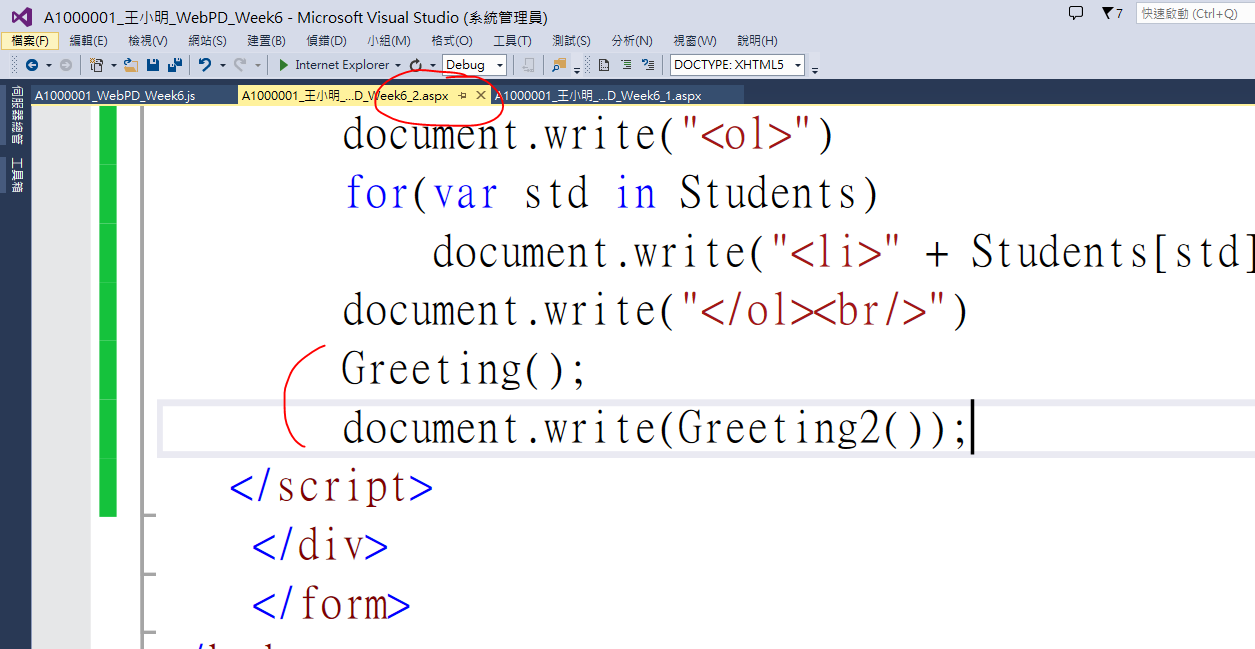 A1000001_王小明_WebPD_Week6 - Microsoft Visual Studio (系統管理員)
7
快速啟動 (Ctrl+Q)
檔案(F) 編輯(E) 檢視(V) 網站(S) 建置(B) 偵錯(D) 小組(M) 格式(O) 工具(T) 測試(S) 分析(N) 視窗(W) 說明(H)
Internet Explorer Debug DOCTYPE: XHTML5
伺服器總管
工具箱
A1000001_WebPD_Week6.js A1000001_王小明_...D_Week6_2.aspx A1000001_王小明_...D_Week6_1.aspx
document.write("<ol>")
for(var std in Students)
document.write("<li>" + Students[std]
document.write("</ol><br/>")
Greeting();
document.write(Greeting2());
</script>
</div>
</form>